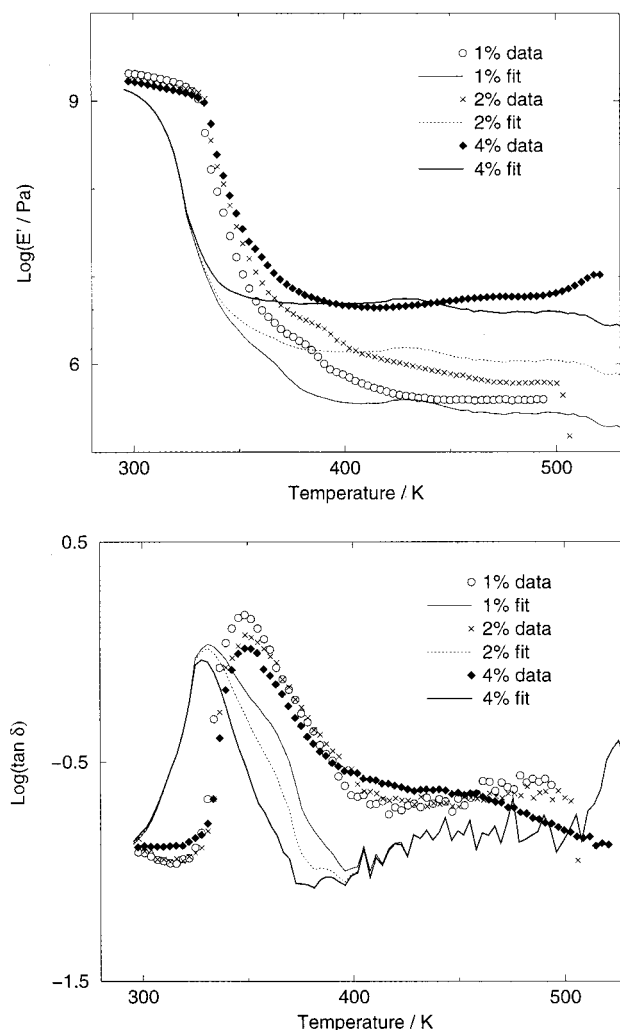 1% data
1% fit
2% data
2% fit
4% data
4% fit
9
6
Log(E' / Pa)
300
400
500
Temperature / K
0.5
-0.5
-1.5
Log(tan δ)
1% data
1% fit
2% data
2% fit
4% data
4% fit
300
400
500
Temperature / K